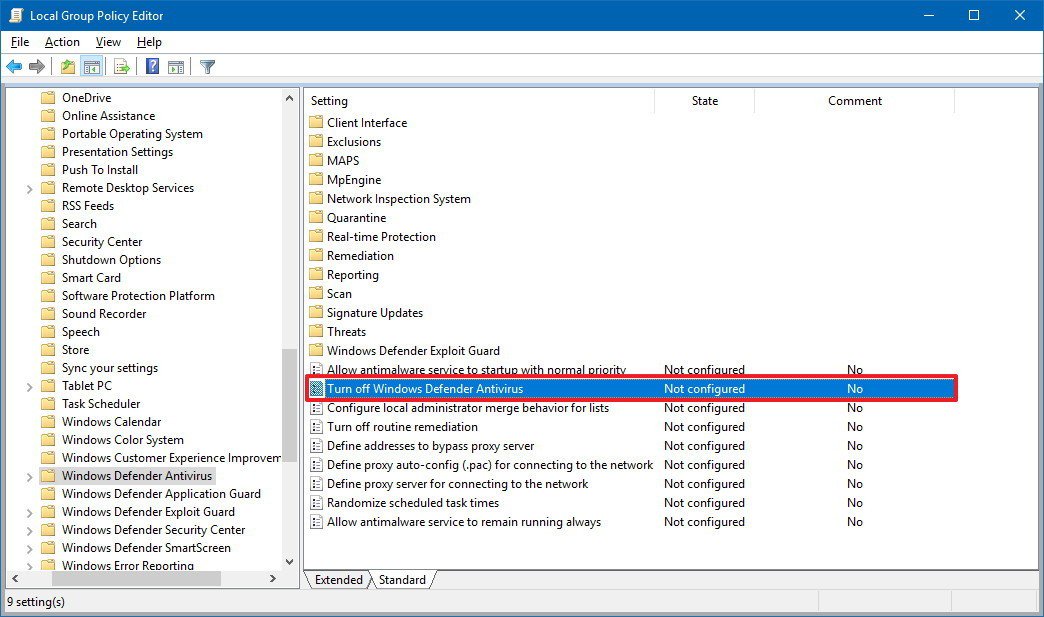 Local Group Policy Editor
File Action View Help
OneDrive
Online Assistance
Portable Operating System
Presentation Settings
Push To Install
Remote Desktop Services
RSS Feeds
Search
Security Center
Shutdown Options
Smart Card
Software Protection Platform
Sound Recorder
Speech
Store
Sync your settings
Tablet PC
Task Scheduler
Windows Calendar
Windows Color System
Windows Customer Experience Improvem
Windows Defender Antivirus
Windows Defender Application Guard
Windows Defender Exploit Guard
Windows Defender Security Center
Windows Defender SmartScreen
Windows Error Reporting
Setting State Comment
Client Interface
Exclusions
MAPS
MpEngine
Network Inspection System
Quarantine
Real-time Protection
Remediation
Reporting
Scan
Signature Updates
Threats
Windows Defender Exploit Guard
Allow antimalware service to startup with normal priority Not configured No
Turn off Windows Defender Antivirus Not configured No
Configure local administrator merge behavior for lists Not configured No
Turn off routine remediation Not configured No
Define addresses to bypass proxy server Not configured No
Define proxy auto-config (.pac) for connecting to the network Not configured No
Define proxy server for connecting to the network Not configured No
Randomize scheduled task times Not configured No
Allow antimalware service to remain running always Not configured No
Extended Standard
9 setting(s)